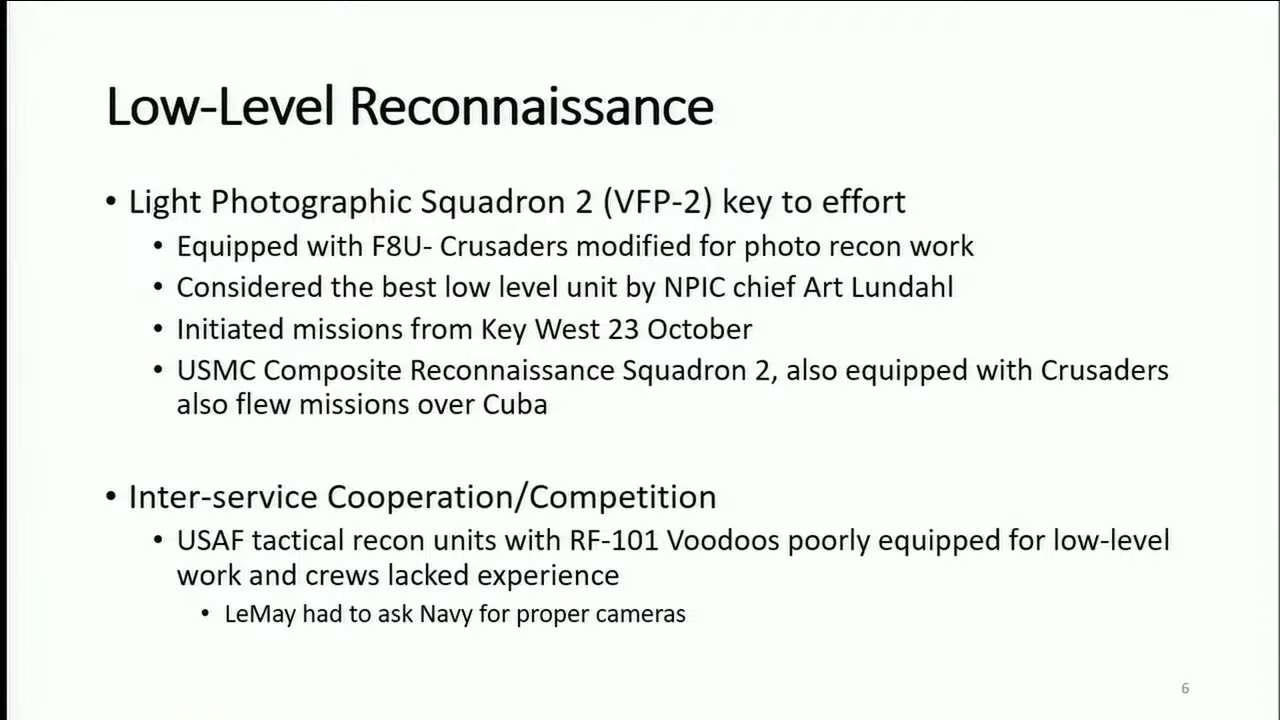 Low-Level Reconnaissance
• Light Photographic Squadron 2 (VFP-2) key to effort
• Equipped with F8U- Crusaders modified for photo recon work
• Considered the best low level unit by NPIC chief Art Lundahl
• Initiated missions from Key West 23 October
• USMC Composite Reconnaissance Squadron 2, also equipped with Crusaders
also flew missions over Cuba
• Inter-service Cooperation/Competition
• USAF tactical recon units with RF-101 Voodoos poorly equipped for low-level
work and crews lacked experience
• LeMay had to ask Navy for proper cameras
6